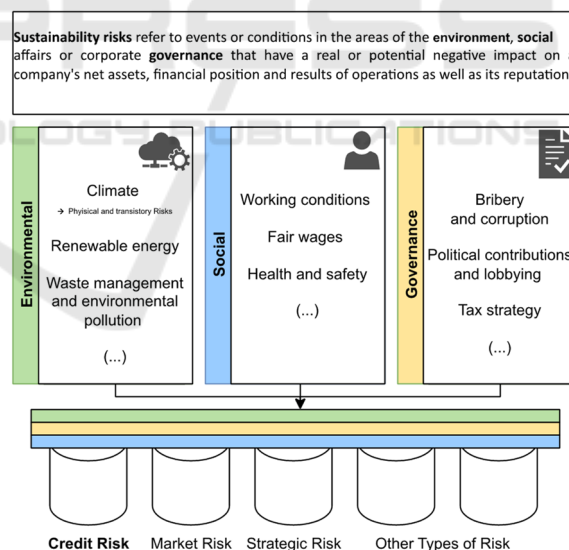 Sustainability risks refer to events or conditions in the areas of the environment, social
affairs or corporate governance that have a real or potential negative impact on
company's net assets, financial position and results of operations as well as its reputation
OLOGY PUBLICATIONS
Environmental
Climate
→ Phyisical and transistory Risks
Renewable energy
Waste management
and environmental
pollution
(...)
Social
Working conditions
Fair wages
Health and safety
(...)
Governance
Bribery
and corruption
Political contributions
and lobbying
Tax strategy
(...)
Credit Risk Market Risk Strategic Risk Other Types of Risk